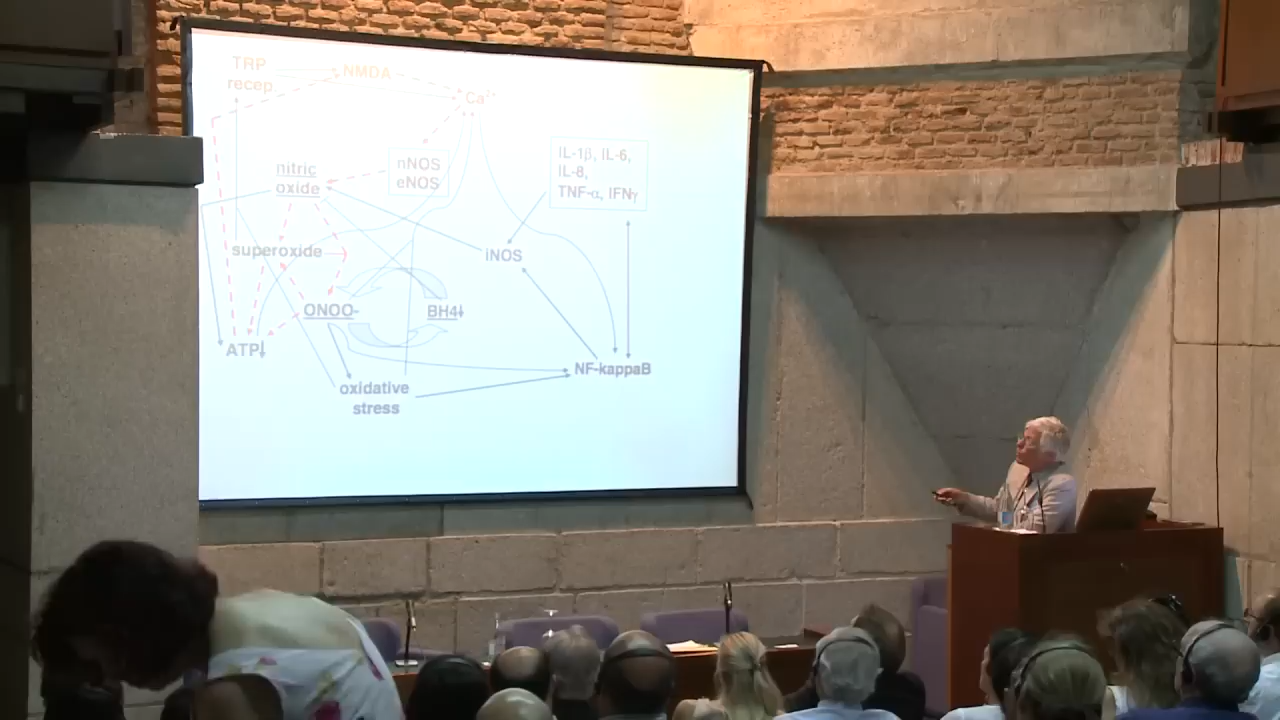 TRP
recep
NMDA
Ca²⁺
nitric
oxide
nNOS
eNOS
IL-1β, IL-6,
IL-8,
TNF-α, IFNγ
superoxide
iNOS
ONOO-
BH4↓
ATP↓
NF-kappaB
oxidative
stress